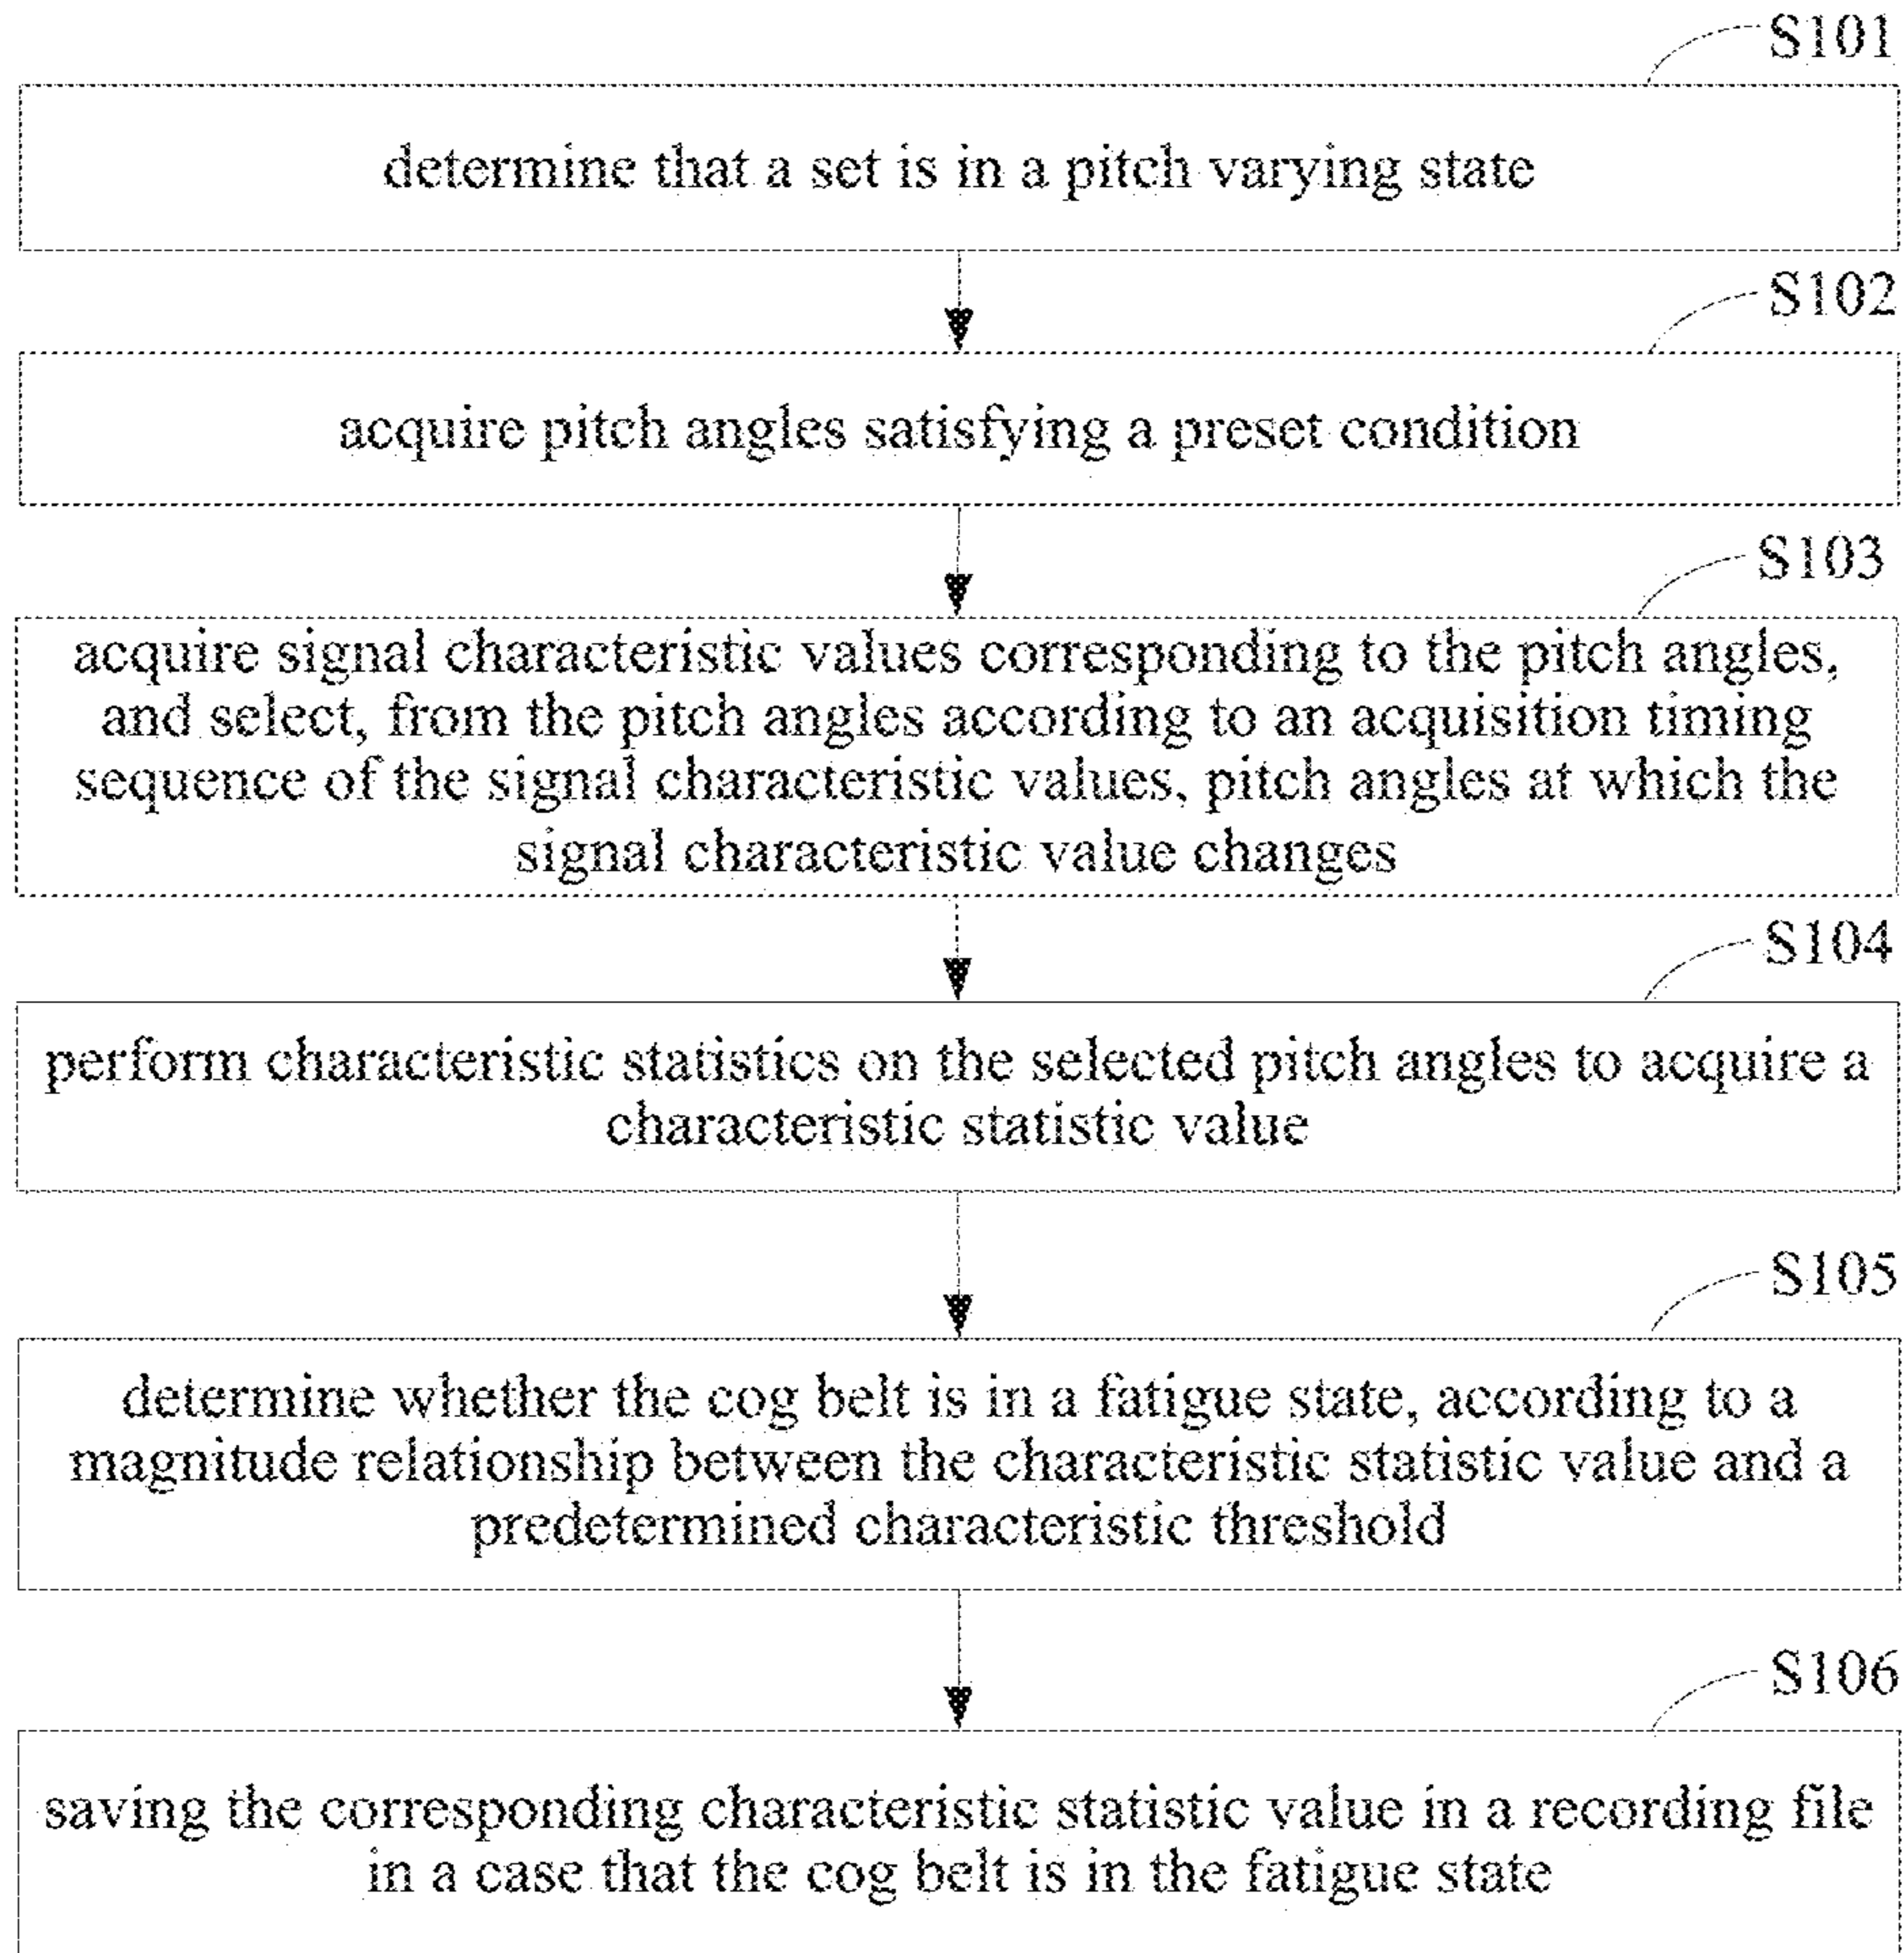 S101
determine that a set is in a pitch varying state
S102
acquire pitch angles satisfying a preset condition
S103
acquire signal characteristic values corresponding to the pitch angles,
and select, from the pitch angles according to an acquisition timing
sequence of the signal characteristic values, pitch angles at which the
signal characteristic value changes
S104
perform characteristic statistics on the selected pitch angles to acquire a
characteristic statistic value
S105
determine whether the cog belt is in a fatigue state, according to a
magnitude relationship between the characteristic statistic value and a
predetermined characteristic threshold
S106
saving the corresponding characteristic statistic value in a recording file
in a case that the cog belt is in the fatigue state